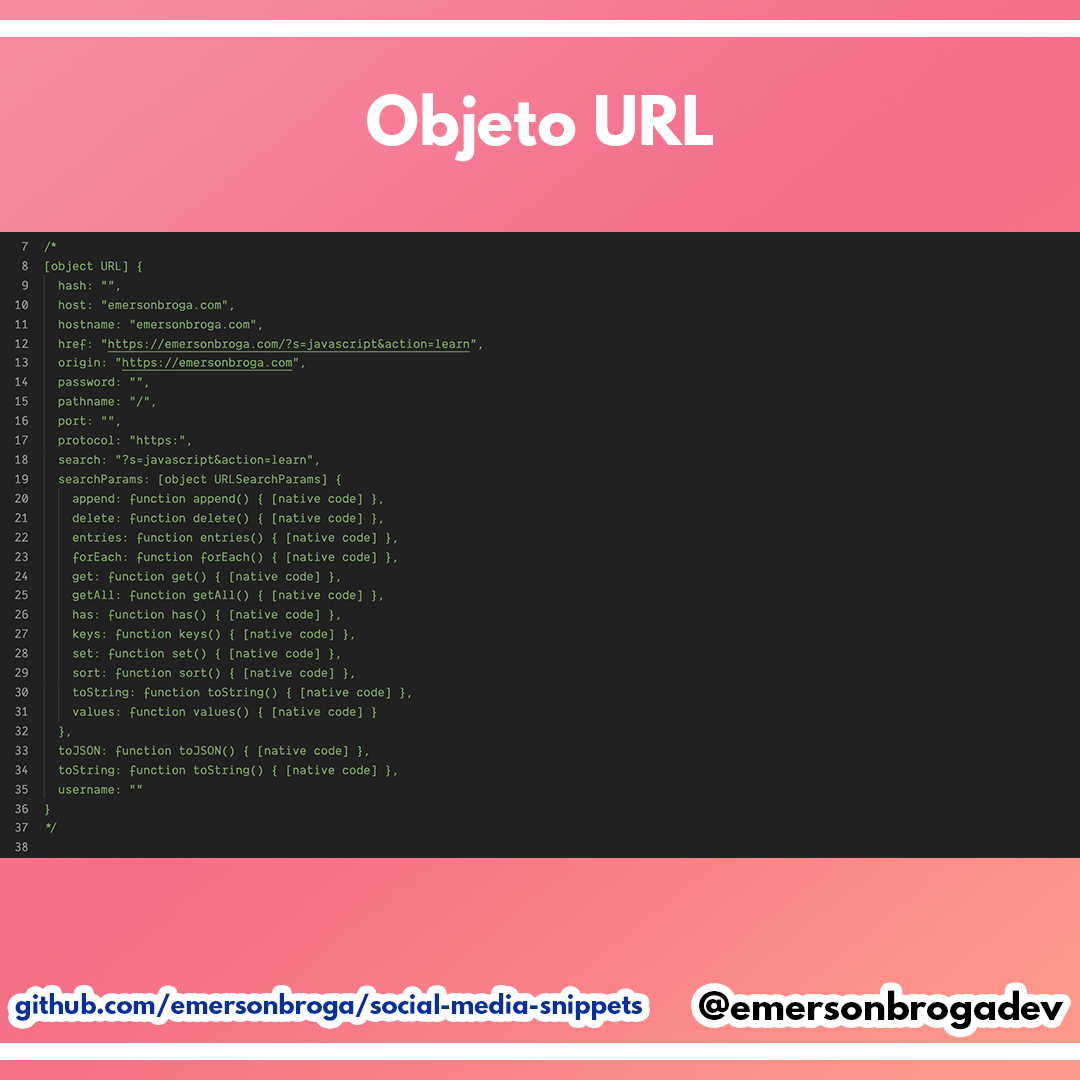 Objeto URL
7 /*
8 [object URL] {
9 hash: "",
10 host: "emersonbroga.com",
11 hostname: "emersonbroga.com",
12 href: "https://emersonbroga.com/?s=javascript&action=learn",
13 origin: "https://emersonbroga.com",
14 password: "",
15 pathname: "/",
16 port: "",
17 protocol: "https:",
18 search: "?s=javascript&action=learn",
19 searchParams: [object URLSearchParams] {
20 append: function append() { [native code] },
21 delete: function delete() { [native code] },
22 entries: function entries() { [native code] },
23 forEach: function forEach() { [native code] },
24 get: function get() { [native code] },
25 getAll: function getAll() { [native code] },
26 has: function has() { [native code] },
27 keys: function keys() { [native code] },
28 set: function set() { [native code] },
29 sort: function sort() { [native code] },
30 toString: function toString() { [native code] },
31 values: function values() { [native code] }
32 },
33 toJSON: function toJSON() { [native code] },
34 toString: function toString() { [native code] },
35 username: ""
36 }
37 */
38
github.com/emersonbroga/social-media-snippets
@emersonbrogadev